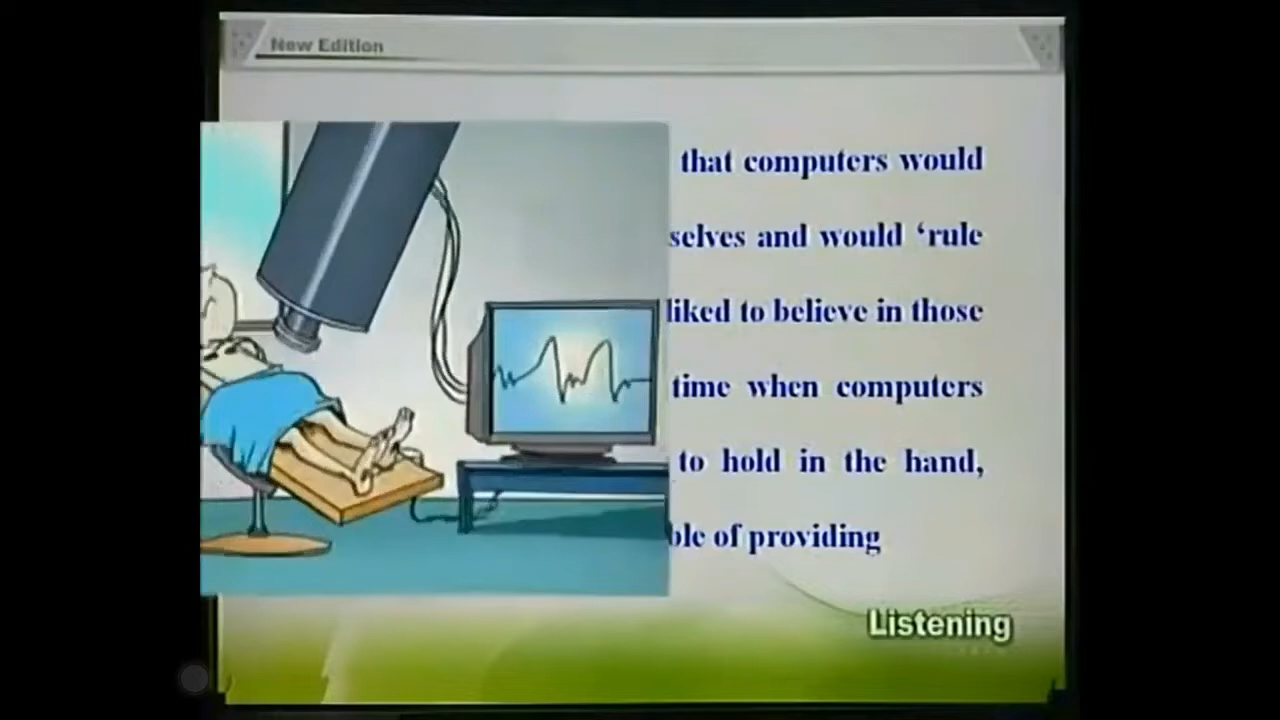 New Edition
that computers would
selves and would ‘rule
liked to believe in those
time when computers
to hold in the hand,
ble of providing
Listening